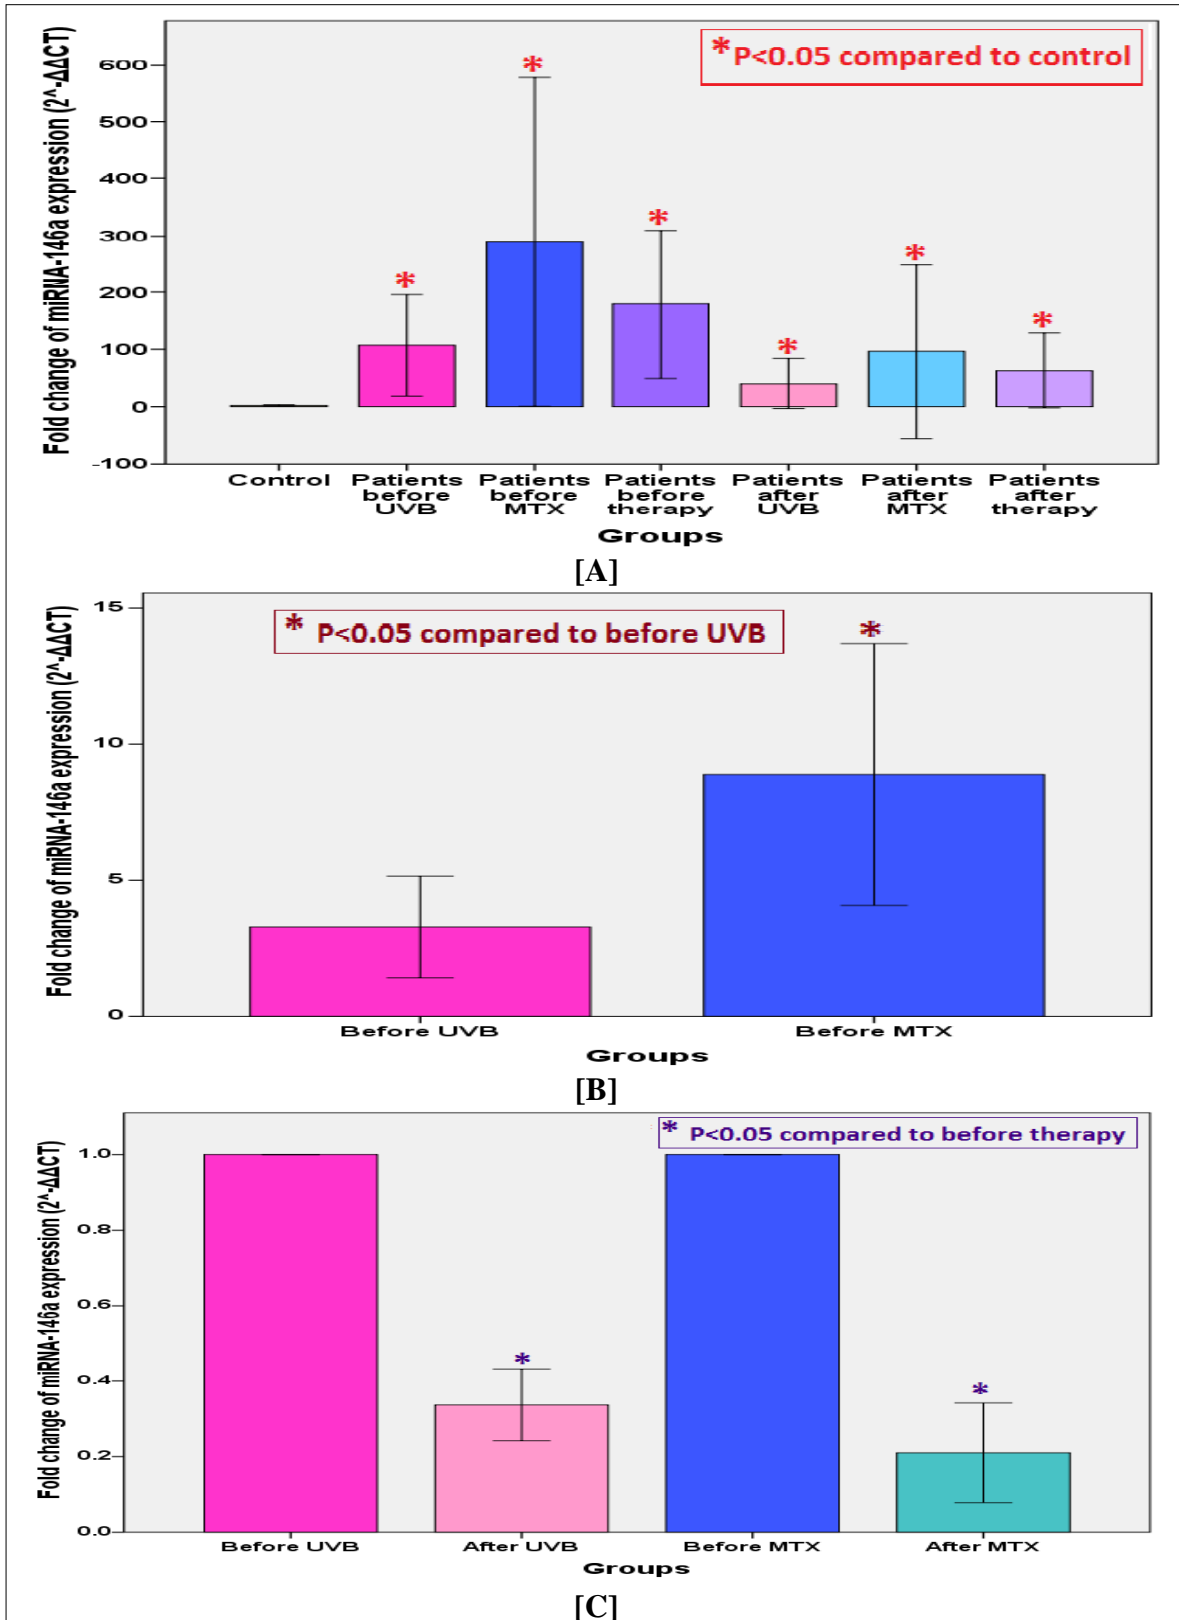 * P<0.05 compared to control
Fold change of miRNA-146a expression (2^-ΔΔCT)
600
500
400
300
200
100
0
-100
* * * * * *
Control
Patients before UVB
Patients before MTX
Patients before therapy
Patients after UVB
Patients after MTX
Patients after therapy
Groups
[A]
* P<0.05 compared to before UVB
Fold change of miRNA-146a expression (2^-ΔΔCT)
15
10
5
0
*
Before UVB
Before MTX
Groups
[B]
* P<0.05 compared to before therapy
Fold change of miRNA-146a expression (2^-ΔΔCT)
1.0
0.8
0.6
0.4
0.2
0.0
* *
Before UVB
After UVB
Before MTX
After MTX
Groups
[C]